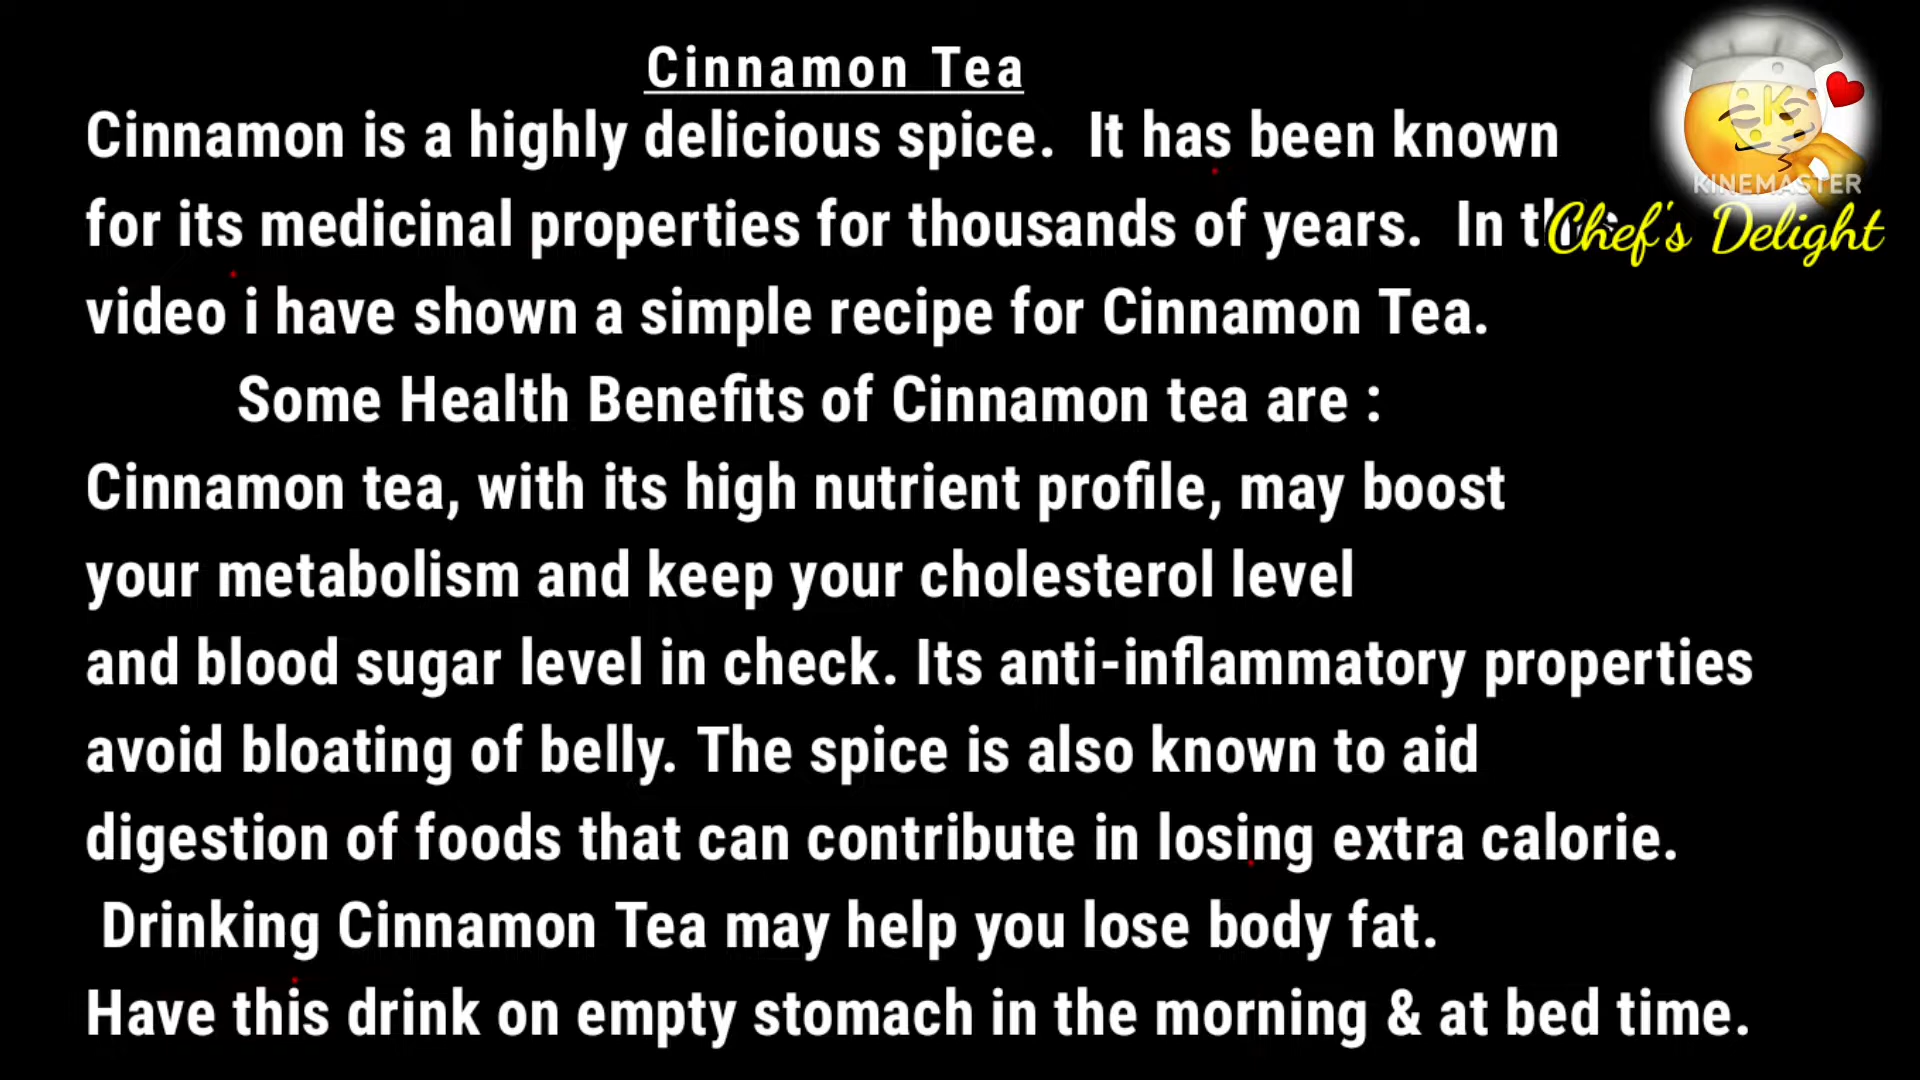 Cinnamon Tea
Cinnamon is a highly delicious spice. It has been known
for its medicinal properties for thousands of years. In
video i have shown a simple recipe for Cinnamon Tea.
Some Health Benefits of Cinnamon tea are :
Cinnamon tea, with its high nutrient profile, may boost
your metabolism and keep your cholesterol level
and blood sugar level in check. Its anti-inflammatory properties
avoid bloating of belly. The spice is also known to aid
digestion of foods that can contribute in losing extra calorie.
Drinking Cinnamon Tea may help you lose body fat.
Have this drink on empty stomach in the morning & at bed time.
K
KINEMASTER
Chef's Delight